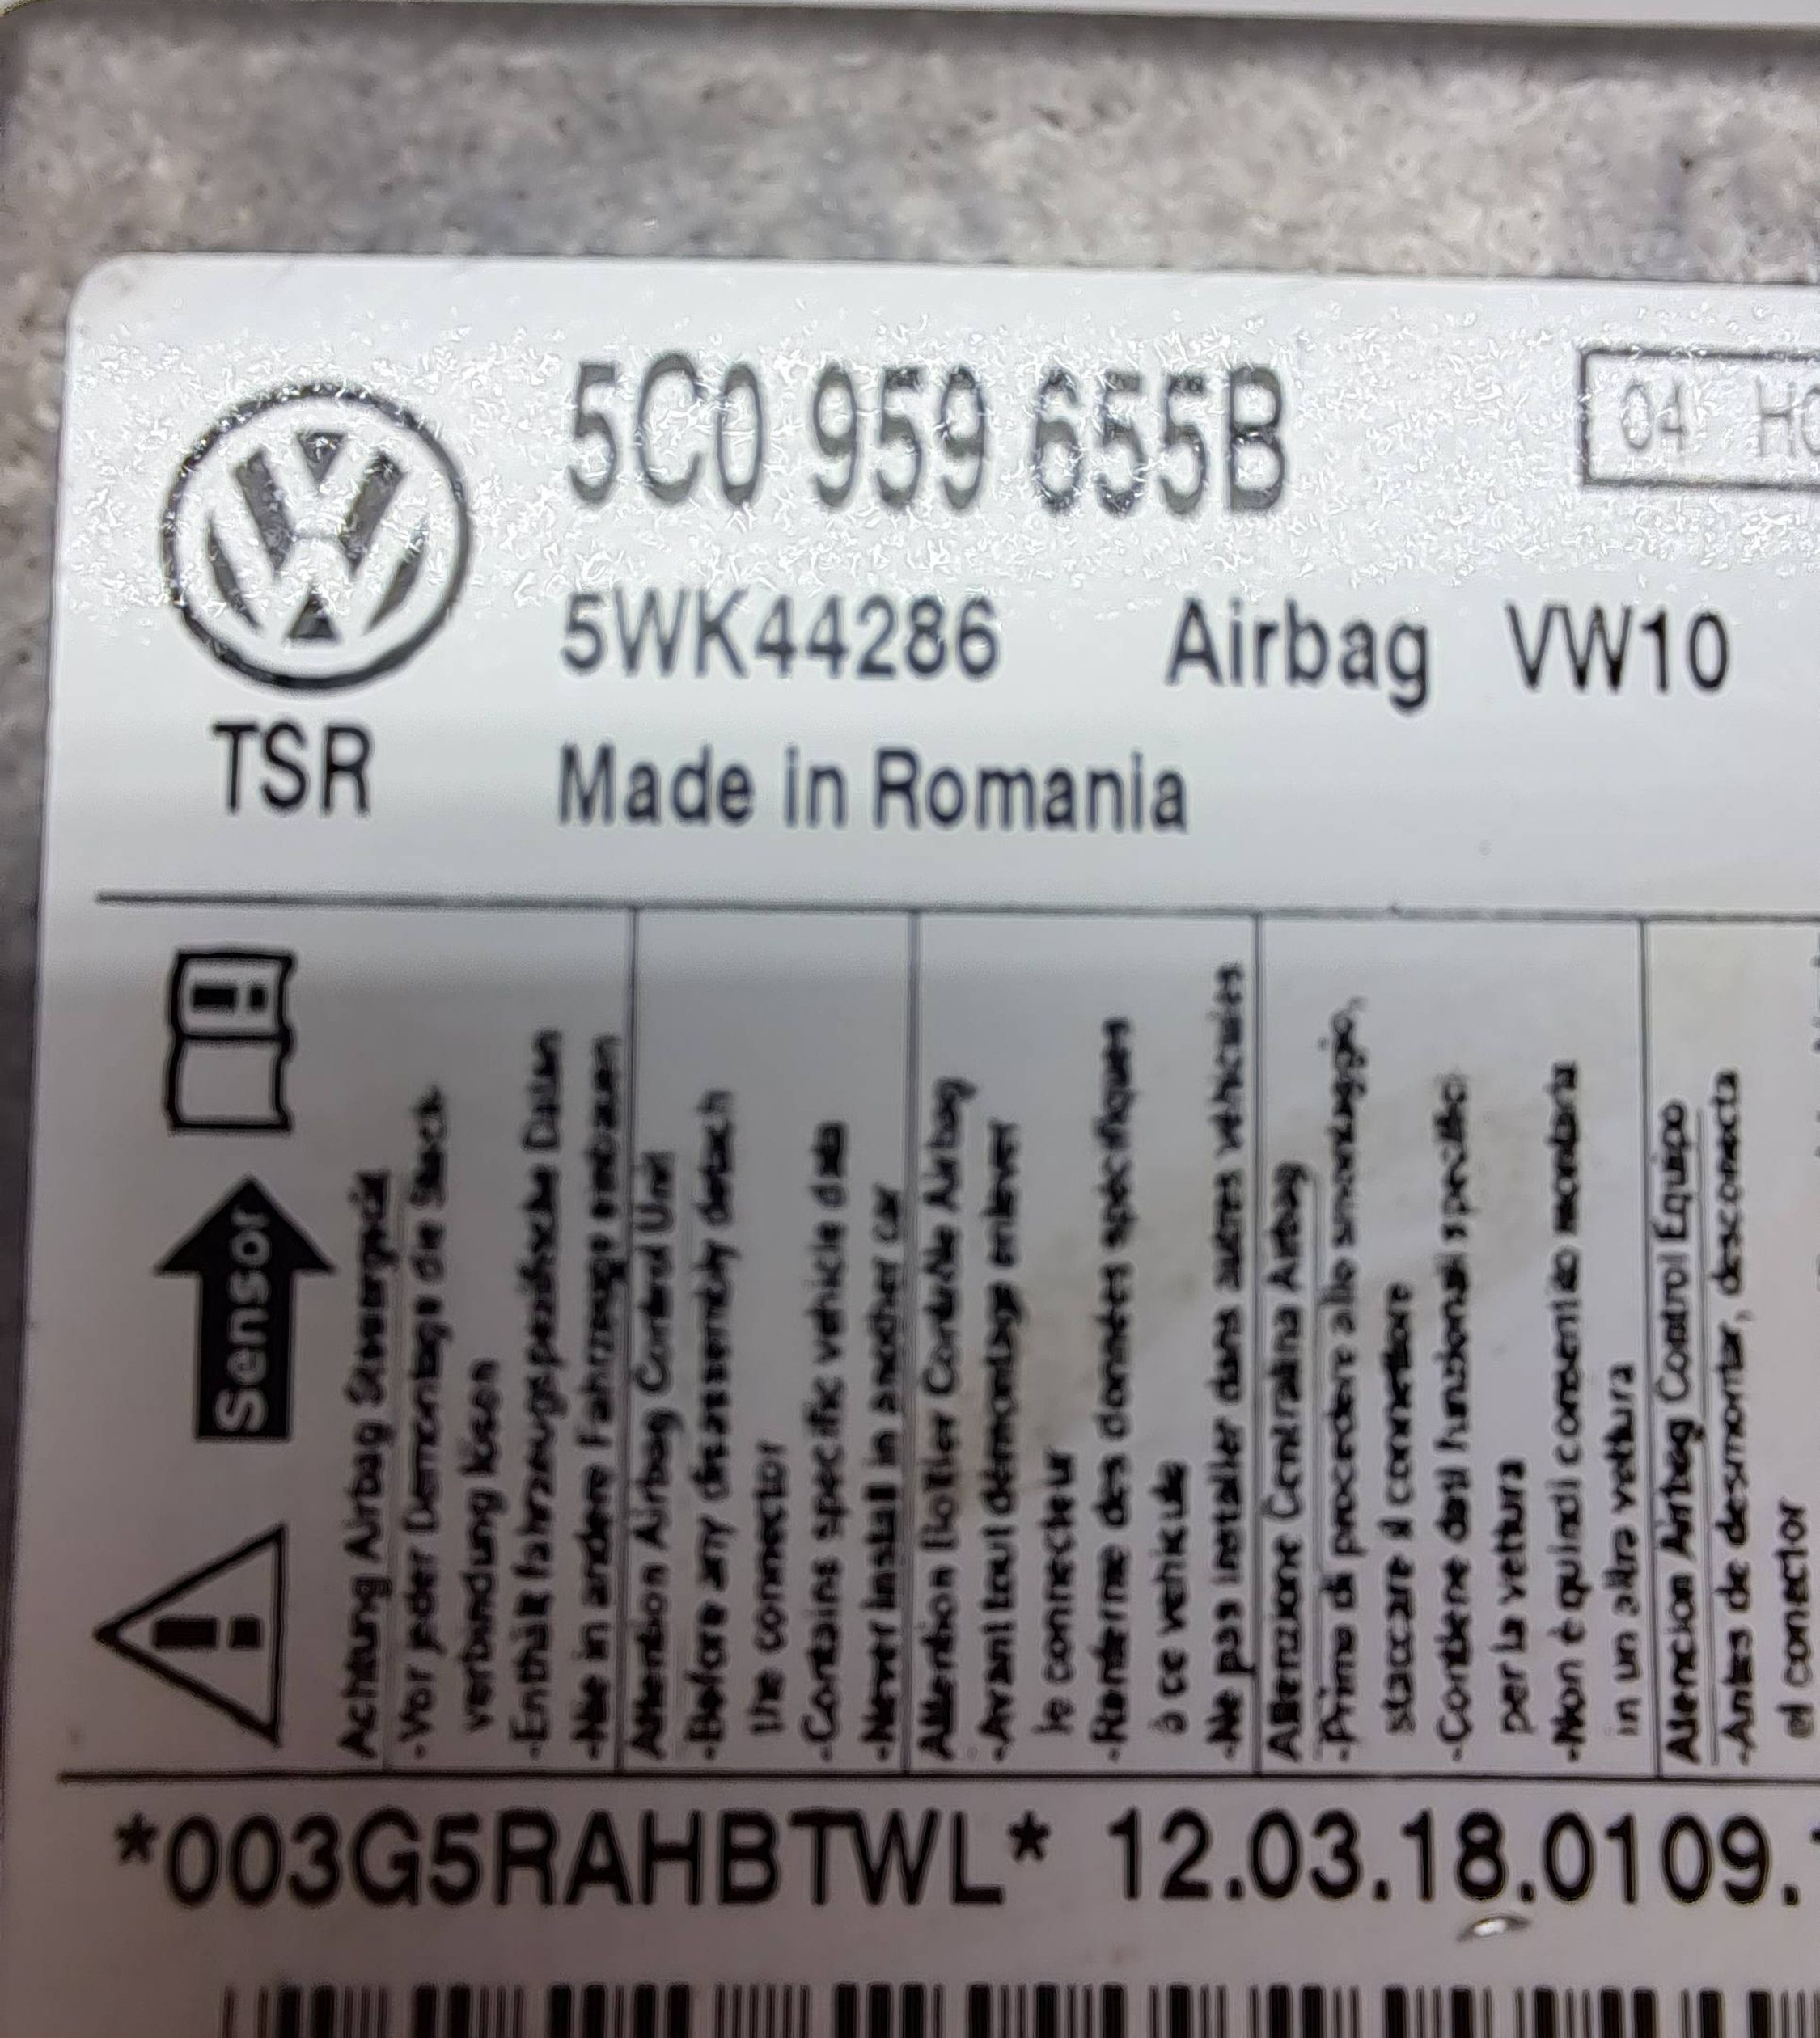 5C0 959 655B
04 H
5WK44286 Airbag VW10
TSR
Made in Romania
Sensor
Achtung Airbag Steuergerät
-Vor jeder Demontage die Steck-
verbindung lösen
-Enthält fahrzeugspezifische Daten
-Nie in andere Fahrzeuge einbauen
Attention Airbag Control Unit
-Before any disassembly detach
the connector
-Contains specific vehicle data
-Never install in another car
Attention Boîtier Contrôle Airbag
-Avant tout démontage enlever
le connecteur
-Renferme des données spécifiques
à ce vehicule
-Ne pas installer dans autres vehicules
Attenzione Centralina Airbag
-Prima di procedere allo smontaggio,
staccare il connettore
-Contiene dati funzionali specifici
per la vettura
-Non è quindi consentito montarla
in un altra vettura
Atencion Airbag Control Equipo
-Antes de desmontar, desconecta
el conector
*003G5RAHBTWL* 12.03.18.0109.